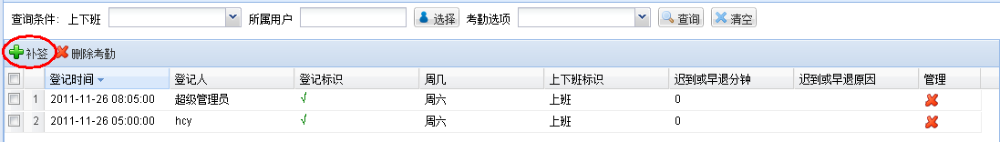 查询条件: 上下班 所属用户 选择 考勤选项 查询 清空
补签 删除考勤
登记时间 登记人 登记标识 周几 上下班标识 迟到或早退分钟 迟到或早退原因 管理
1 2011-11-26 08:05:00 超级管理员 √ 周六 上班 0
2 2011-11-26 05:00:00 hcy √ 周六 上班 0